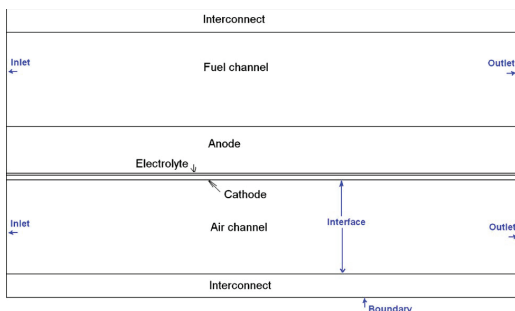 Interconnect
Inlet
Fuel channel
Outlet
Anode
Electrolyte
Cathode
Inlet
Air channel
Interface
Outlet
Interconnect
Boundary